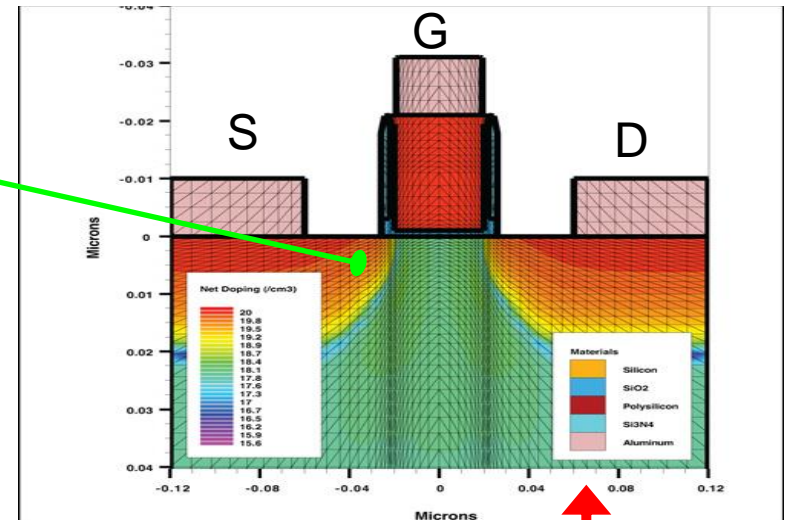 -0.04
G
-0.03
-0.02
S
D
-0.01
Microns
0
Net Doping (/cm3)
0.01
20
19.8
19.5
19.2
18.9
18.7
18.4
18.1
17.8
17.6
17.3
17
16.7
16.5
16.2
15.9
15.6
0.02
Materials
Silicon
SiO2
Polysilicon
Si3N4
Aluminum
0.03
0.04
-0.12 -0.08 -0.04 0 0.04 0.08 0.12
Microns